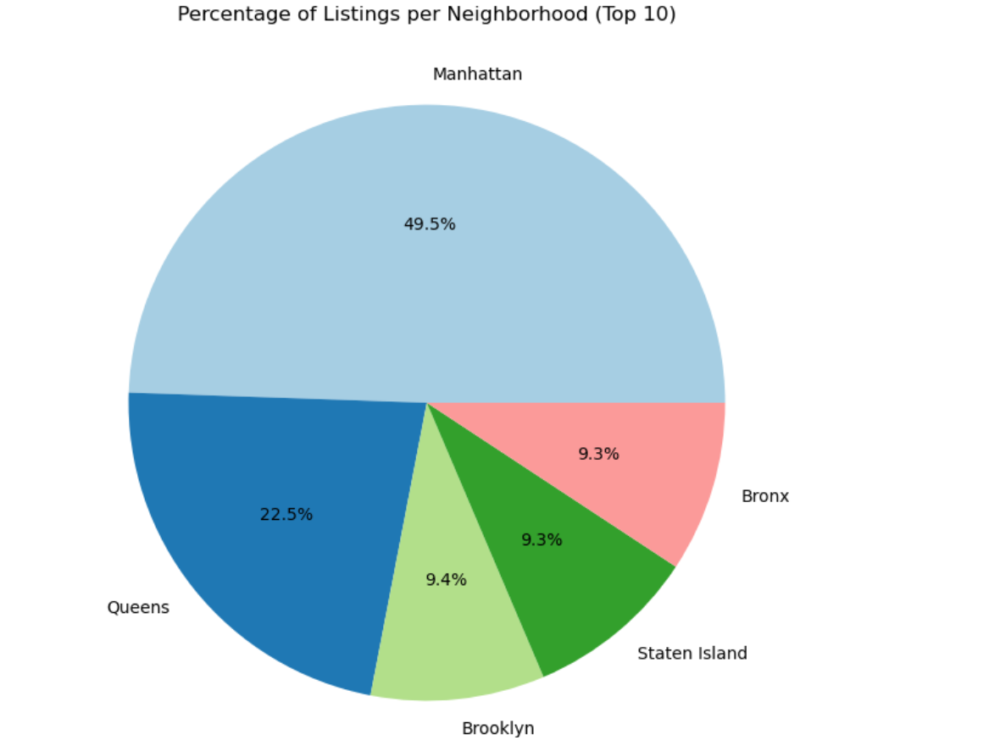 Percentage of Listings per Neighborhood (Top 10)
Manhattan
49.5%
9.3%
Bronx
22.5%
9.3%
9.4%
Queens
Staten Island
Brooklyn